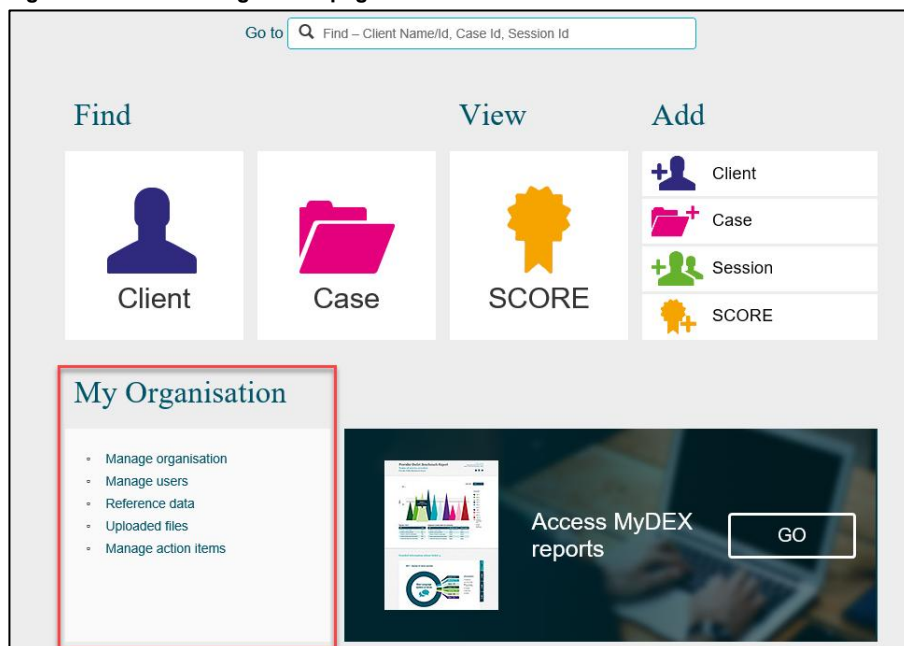 Go to Find – Client Name/Id, Case Id, Session Id
Find View Add
Client
Case
Session
SCORE
Client Case SCORE
My Organisation
Manage organisation
Manage users
Reference data
Uploaded files
Manage action items
Access MyDEX
reports
GO